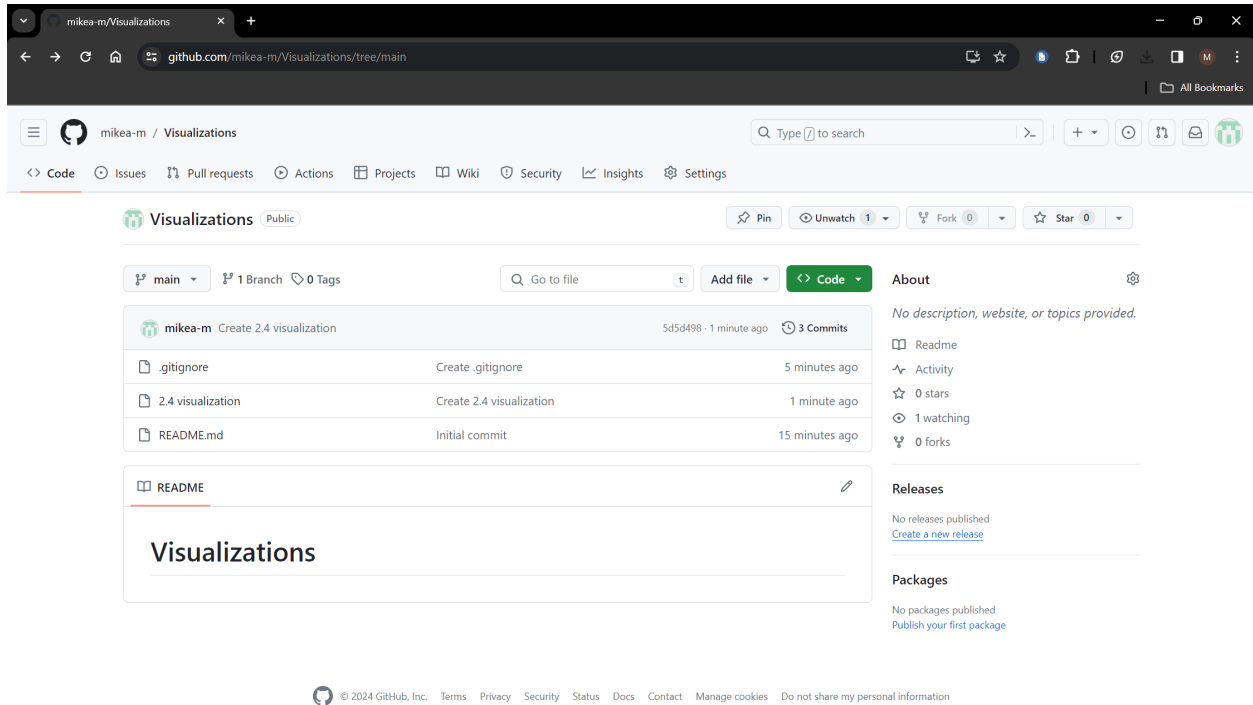 mikea-m/Visualizations
github.com/mikea-m/Visualizations/tree/main
M
All Bookmarks
mikea-m / Visualizations
Type / to search
Code Issues Pull requests Actions Projects Wiki Security Insights Settings
Visualizations Public
Pin Unwatch 1 Fork 0 Star 0
main 1 Branch 0 Tags Go to file t Add file Code
mikea-m Create 2.4 visualization 5d5d498 · 1 minute ago 3 Commits
.gitignore Create .gitignore 5 minutes ago
2.4 visualization Create 2.4 visualization 1 minute ago
README.md Initial commit 15 minutes ago
README
Visualizations
About
No description, website, or topics provided.
Readme
Activity
0 stars
1 watching
0 forks
Releases
No releases published
Create a new release
Packages
No packages published
Publish your first package
© 2024 GitHub, Inc. Terms Privacy Security Status Docs Contact Manage cookies Do not share my personal information